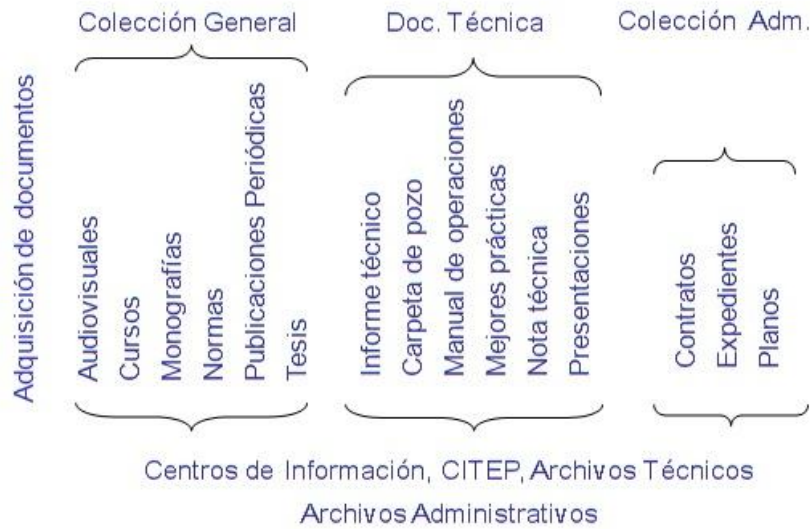 Colección General
Doc. Técnica
Colección Adm.
Adquisición de documentos
Audiovisuales
Cursos
Monografías
Normas
Publicaciones Periódicas
Tesis
Informe técnico
Carpeta de pozo
Manual de operaciones
Mejores prácticas
Nota técnica
Presentaciones
Contratos
Expedientes
Planos
Centros de Información, CITEP, Archivos Técnicos
Archivos Administrativos